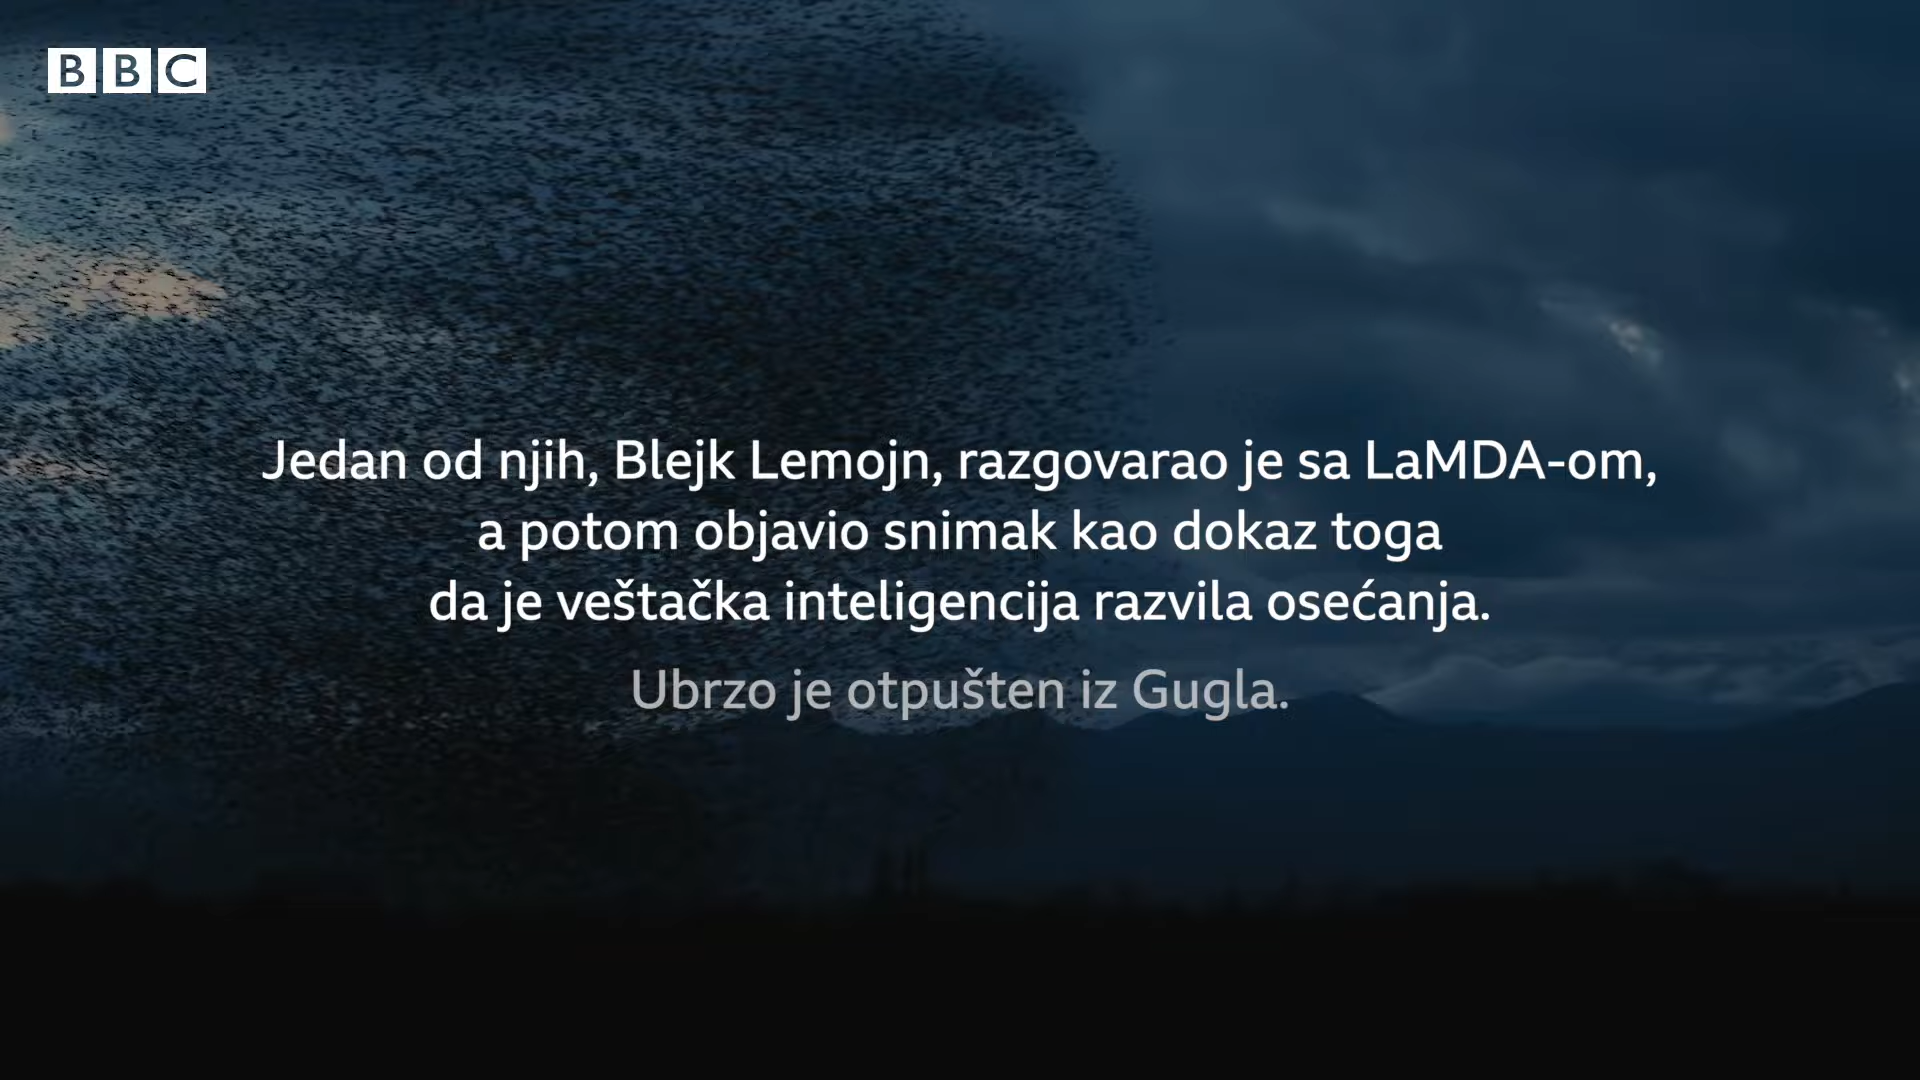 BBC
Jedan od njih, Blejk Lemojn, razgovarao je sa LaMDA-om,
a potom objavio snimak kao dokaz toga
da je veštačka inteligencija razvila osećanja.
Ubrzo je otpušten iz Gugla.